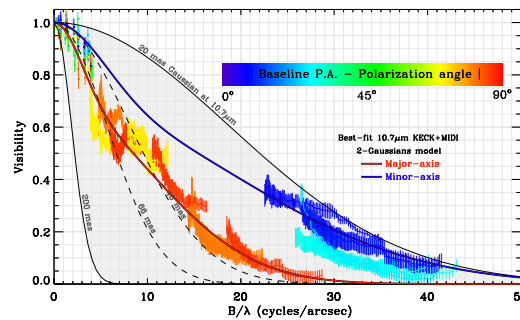 1.0
0.8
0.6
0.4
0.2
0.0
Visibility
20 mas Gaussian at 10.7μm
Baseline P.A. – Polarization angle |
0° 45° 90°
Best-fit 10.7μm KECK+MIDI
2-Gaussians model
Major-axis
Minor-axis
200 mas
66 mas
mas
0 10 20 30 40 50
B/λ (cycles/arcsec)